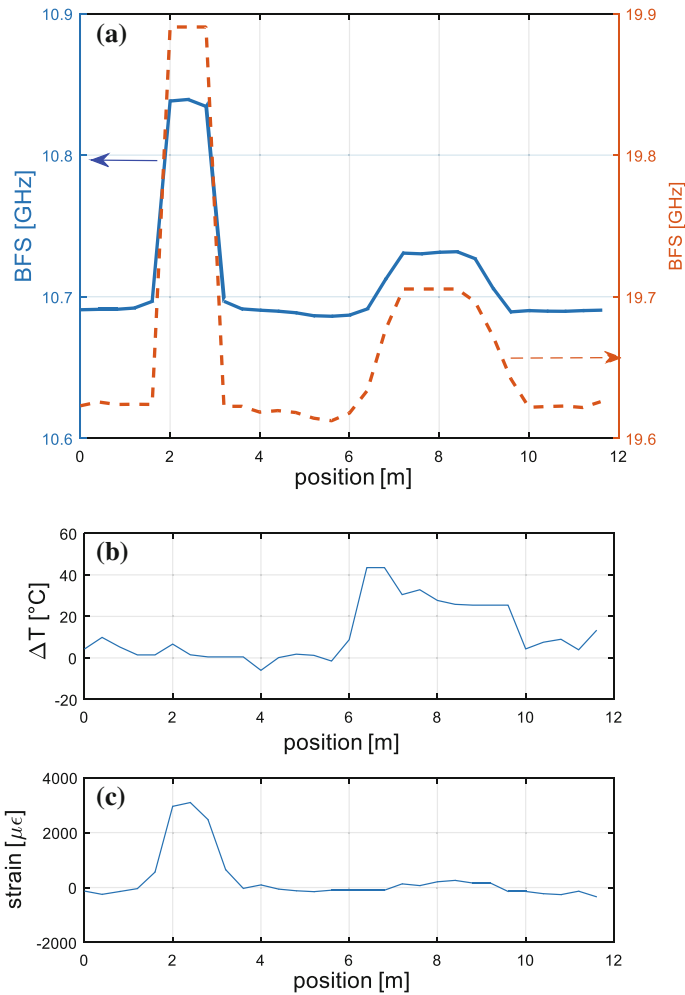 (a)
10.9
10.8
10.7
10.6
BFS [GHz]
19.9
19.8
19.7
19.6
BFS [GHz]
0 2 4 6 8 10 12
position [m]
(b)
60
40
20
0
-20
ΔT [°C]
0 2 4 6 8 10 12
position [m]
(c)
4000
2000
0
-2000
strain [με]
0 2 4 6 8 10 12
position [m]